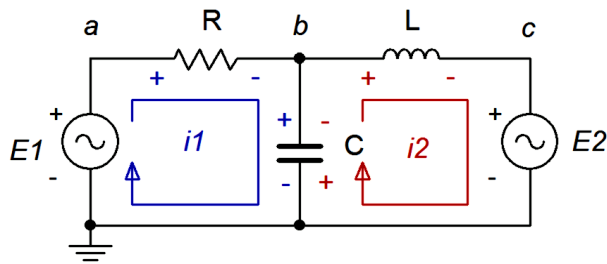 a R b L c
+ - + -
+ + - + 
E1 i1 C i2 E2
- - + -